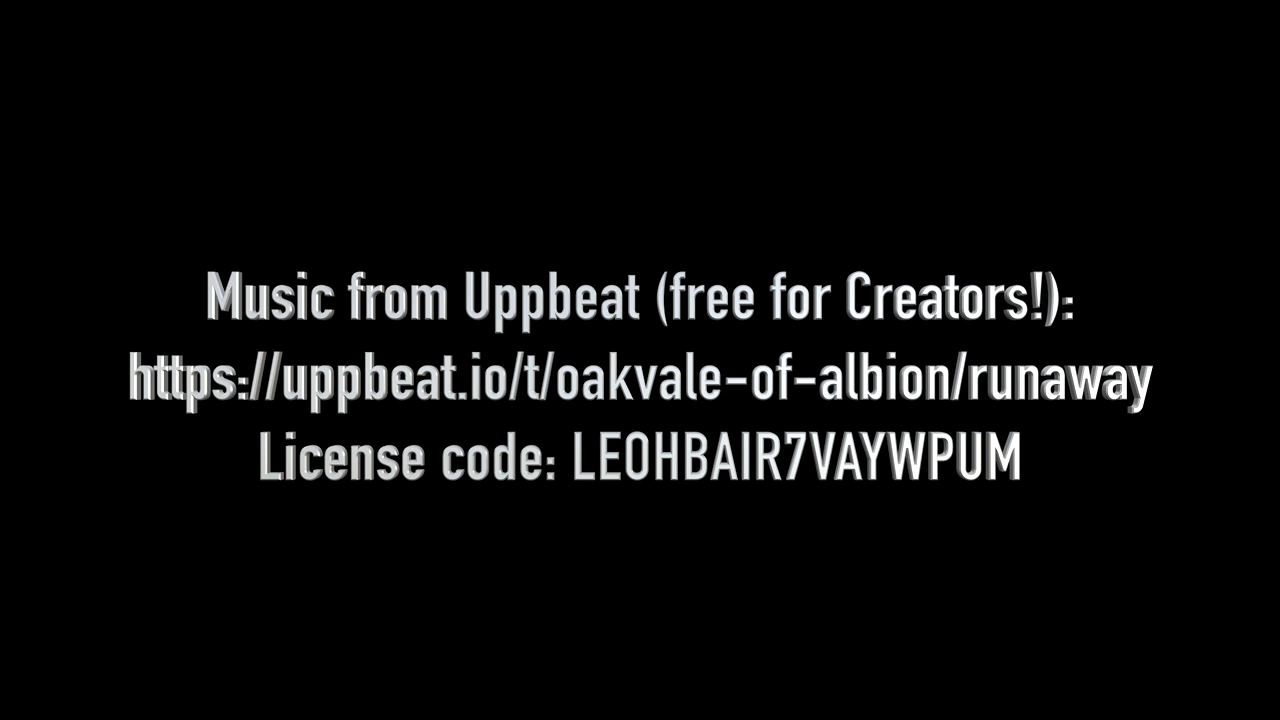 Music from Uppbeat (free for Creators!):
https://uppbeat.io/t/oakvale-of-albion/runaway
License code: LEOHBAIR7VAYWPUM